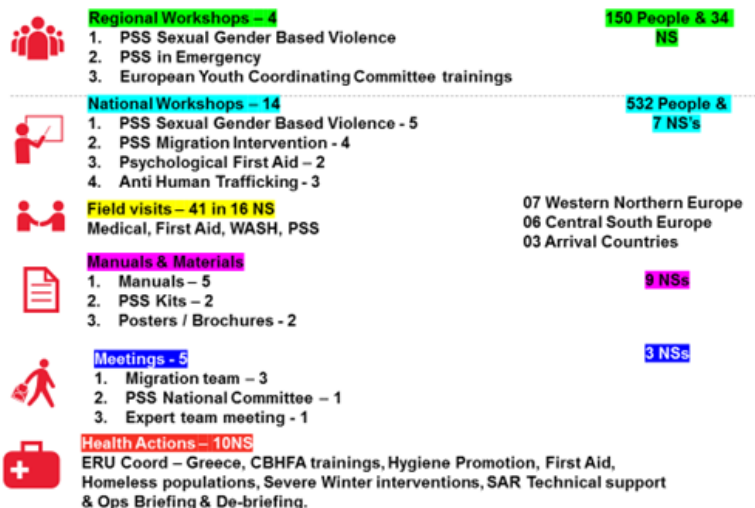 Regional Workshops – 4
150 People & 34
NS
1. PSS Sexual Gender Based Violence
2. PSS in Emergency
3. European Youth Coordinating Committee trainings
National Workshops – 14
532 People &
7 NS's
1. PSS Sexual Gender Based Violence - 5
2. PSS Migration Intervention - 4
3. Psychological First Aid – 2
4. Anti Human Trafficking - 3
Field visits – 41 in 16 NS
Medical, First Aid, WASH, PSS
07 Western Northern Europe
06 Central South Europe
03 Arrival Countries
Manuals & Materials
9 NSs
1. Manuals – 5
2. PSS Kits – 2
3. Posters / Brochures - 2
Meetings - 5
3 NSs
1. Migration team – 3
2. PSS National Committee – 1
3. Expert team meeting - 1
Health Actions – 10NS
ERU Coord – Greece, CBHFA trainings, Hygiene Promotion, First Aid,
Homeless populations, Severe Winter interventions, SAR Technical support
& Ops Briefing & De-briefing.